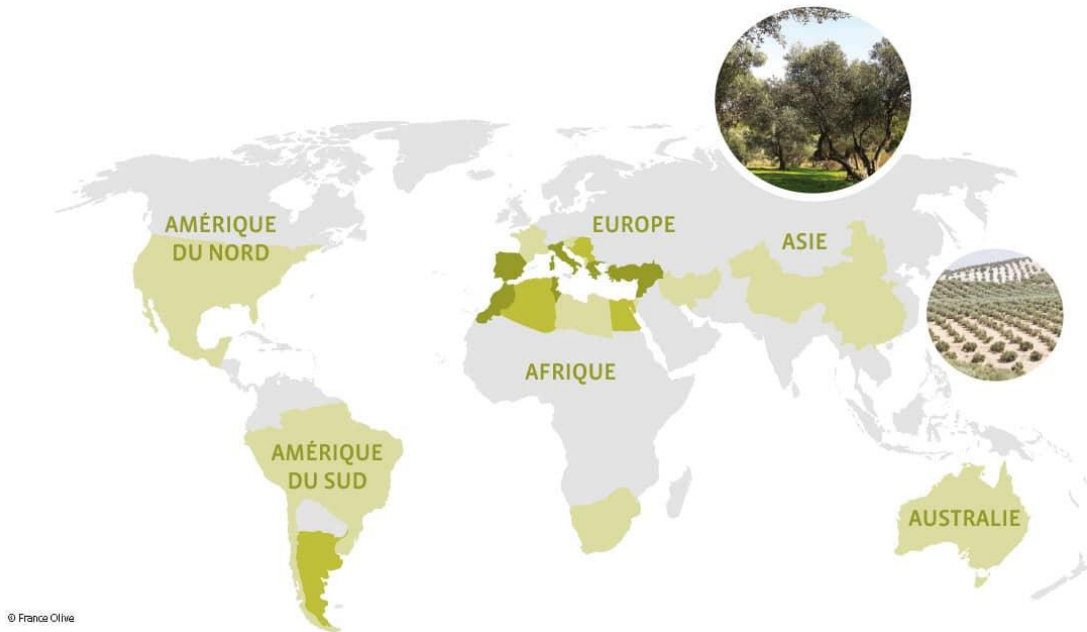 AMÉRIQUE
DU NORD
EUROPE
ASIE
AFRIQUE
AMÉRIQUE
DU SUD
AUSTRALIE
© France Olive